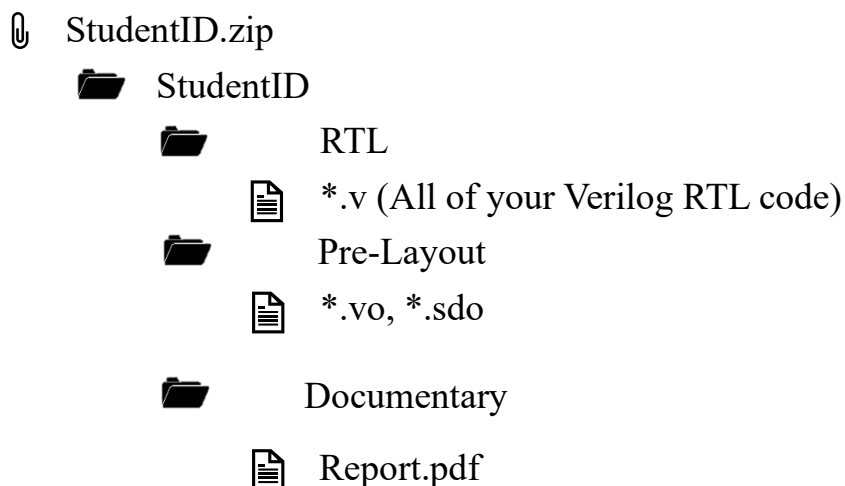 StudentID.zip
StudentID
RTL
*.v (All of your Verilog RTL code)
Pre-Layout
*.vo, *.sdo
Documentary
Report.pdf